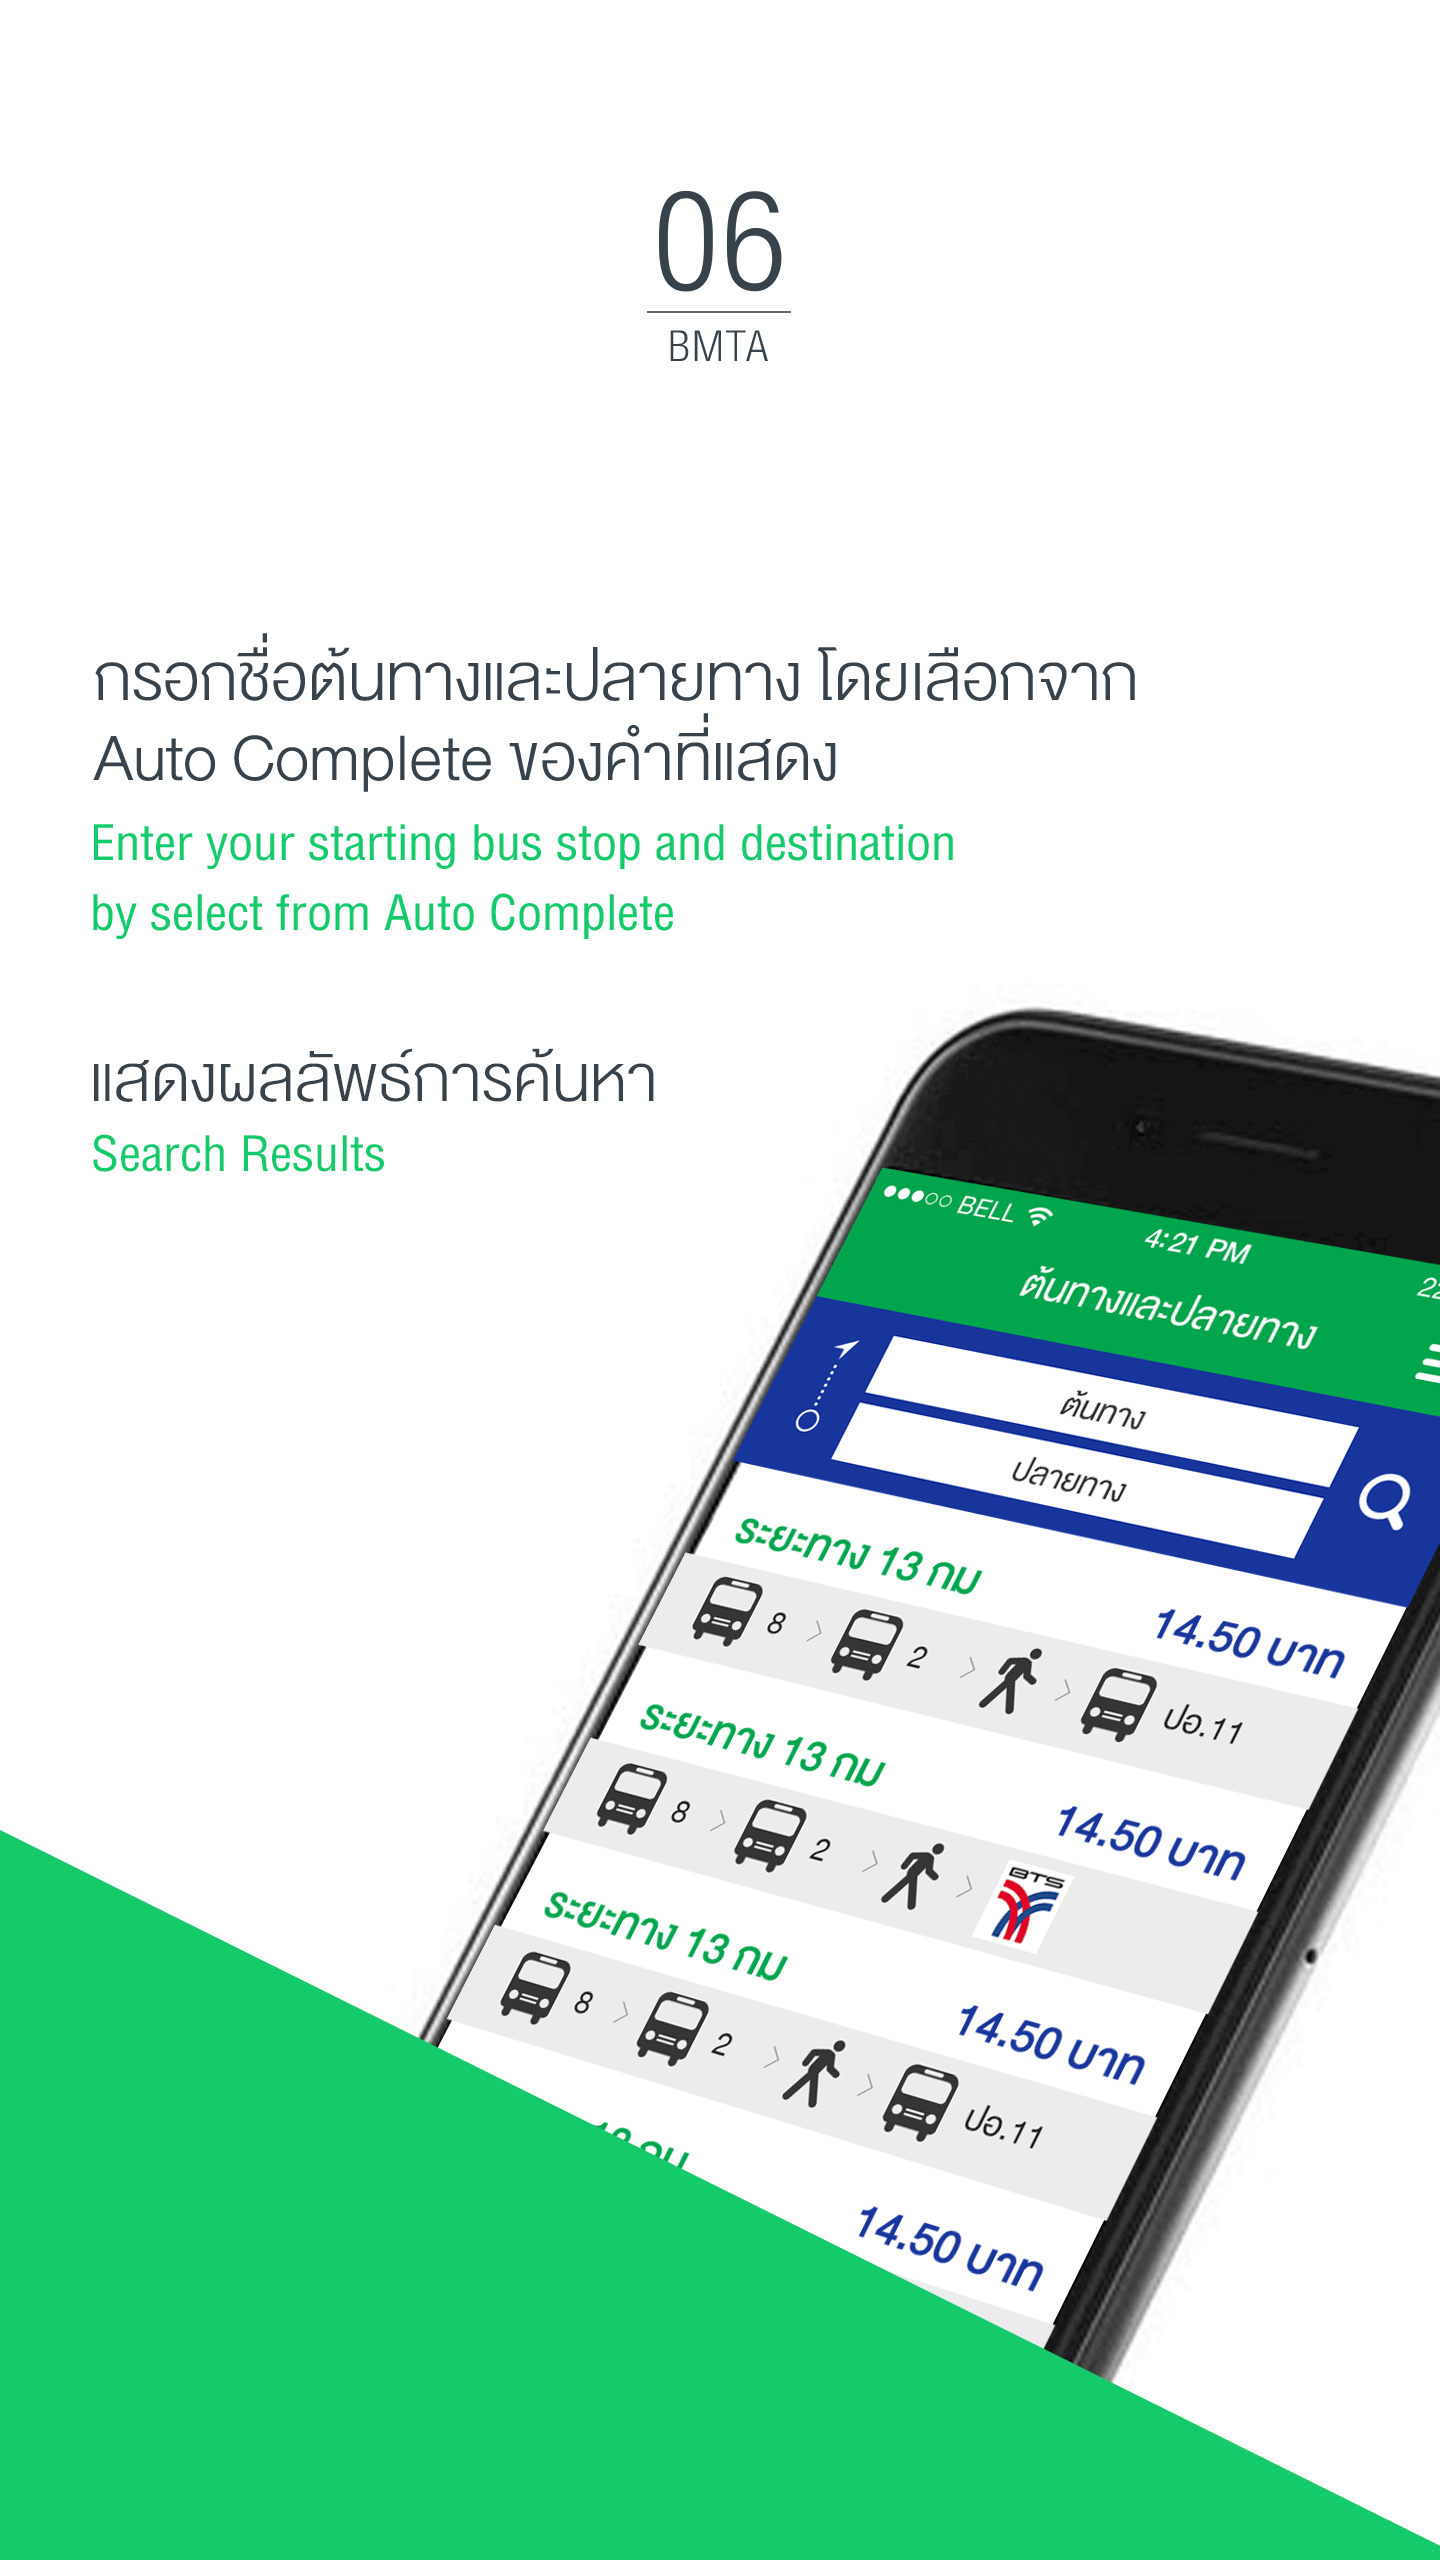 06
BMTA
กรอกชื่อต้นทางและปลายทาง โดยเลือกจาก
Auto Complete ของคำที่แสดง
Enter your starting bus stop and destination
by select from Auto Complete
แสดงผลลัพธ์การค้นหา
Search Results
BELL 4:21 PM 22
ต้นทางและปลายทาง
ต้นทาง
ปลายทาง
ระยะทาง 13 กม
14.50 บาท
8 2 ปอ.11
ระยะทาง 13 กม
14.50 บาท
8 2 BTS
ระยะทาง 13 กม
14.50 บาท
8 2 ปอ.11
13 กม
14.50 บาท